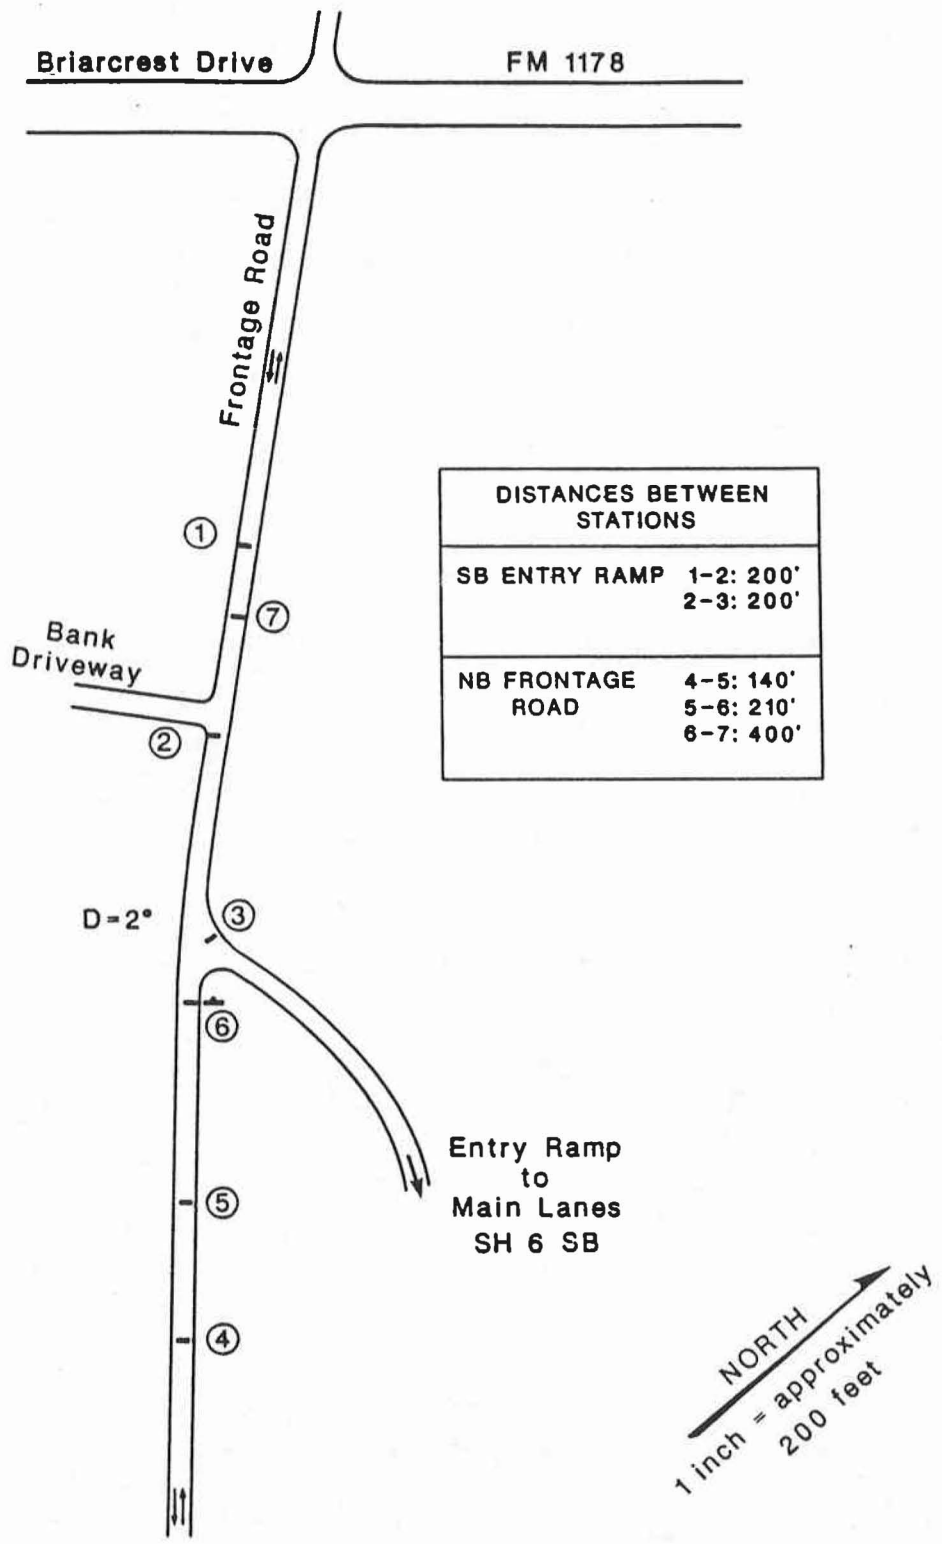 Briarcrest Drive
FM 1178
Frontage Road
1
7
Bank
Driveway
2
DISTANCES BETWEEN
STATIONS
SB ENTRY RAMP 1-2: 200'
2-3: 200'
NB FRONTAGE 4-5: 140'
ROAD 5-6: 210'
6-7: 400'
D=2°
3
6
Entry Ramp
to
Main Lanes
SH 6 SB
5
4
NORTH
1 inch = approximately
200 feet